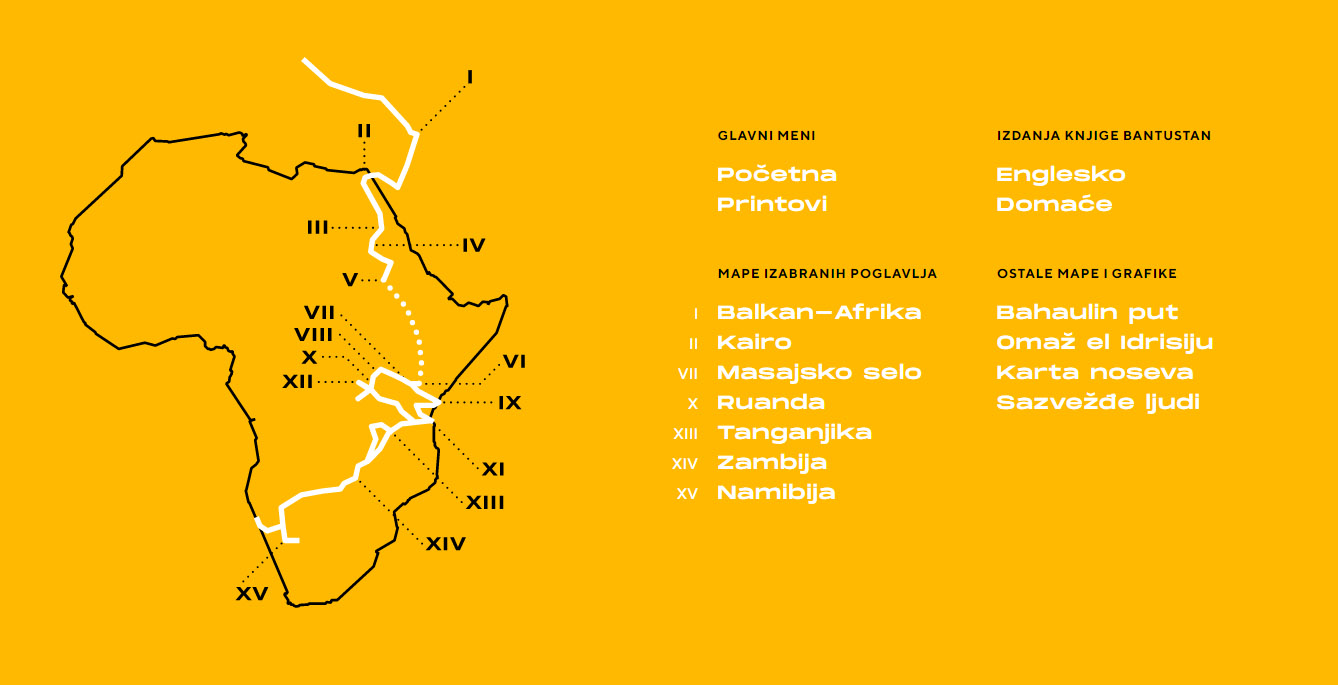 I
II
III
IV
V
VII
VIII
X
VI
XII
IX
XI
XIII
XIV
XV
GLAVNI MENI
Početna
Printovi
IZDANJA KNJIGE BANTUSTAN
Englesko
Domaće
MAPE IZABRANIH POGLAVLJA
I Balkan–Afrika
II Kairo
VII Masajsko selo
X Ruanda
XIII Tanganjika
XIV Zambija
XV Namibija
OSTALE MAPE I GRAFIKE
Bahaulin put
Omaž el Idrisiju
Karta noseva
Sazvežđe ljudi